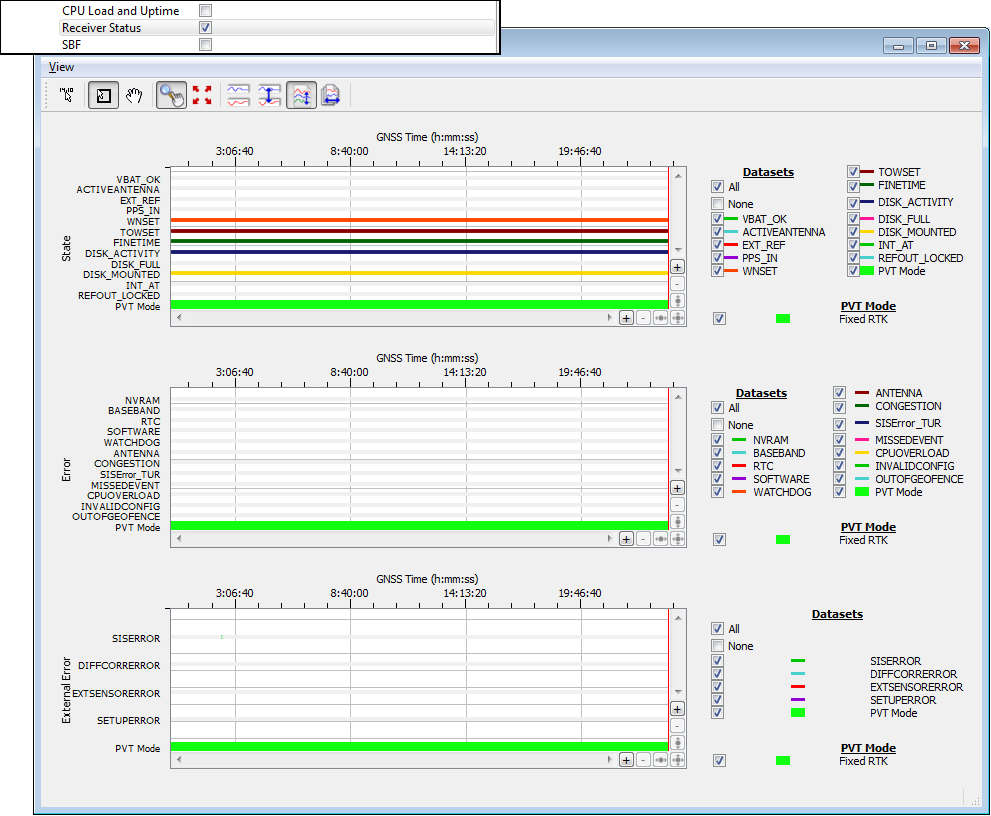 CPU Load and Uptime
Receiver Status
SBF
View
GNSS Time (h:mm:ss)
3:06:40 8:40:00 14:13:20 19:46:40
State
VBAT_OK
ACTIVEANTENNA
EXT_REF
PPS_IN
WNSET
TOWSET
FINETIME
DISK_ACTIVITY
DISK_FULL
DISK_MOUNTED
INT_AT
REFOUT_LOCKED
PVT Mode
Datasets
All
None
VBAT_OK
ACTIVEANTENNA
EXT_REF
PPS_IN
WNSET
TOWSET
FINETIME
DISK_ACTIVITY
DISK_FULL
DISK_MOUNTED
INT_AT
REFOUT_LOCKED
PVT Mode
PVT Mode
Fixed RTK
GNSS Time (h:mm:ss)
3:06:40 8:40:00 14:13:20 19:46:40
Error
NVRAM
BASEBAND
RTC
SOFTWARE
WATCHDOG
ANTENNA
CONGESTION
SISError_TUR
MISSEDEVENT
CPUOVERLOAD
INVALIDCONFIG
OUTOFGEOFENCE
PVT Mode
Datasets
All
None
NVRAM
BASEBAND
RTC
SOFTWARE
WATCHDOG
ANTENNA
CONGESTION
SISError_TUR
MISSEDEVENT
CPUOVERLOAD
INVALIDCONFIG
OUTOFGEOFENCE
PVT Mode
PVT Mode
Fixed RTK
GNSS Time (h:mm:ss)
3:06:40 8:40:00 14:13:20 19:46:40
External Error
SISERROR
DIFFCORRERROR
EXTSENSORERROR
SETUPERROR
PVT Mode
Datasets
All
None
SISERROR
DIFFCORRERROR
EXTSENSORERROR
SETUPERROR
PVT Mode
PVT Mode
Fixed RTK